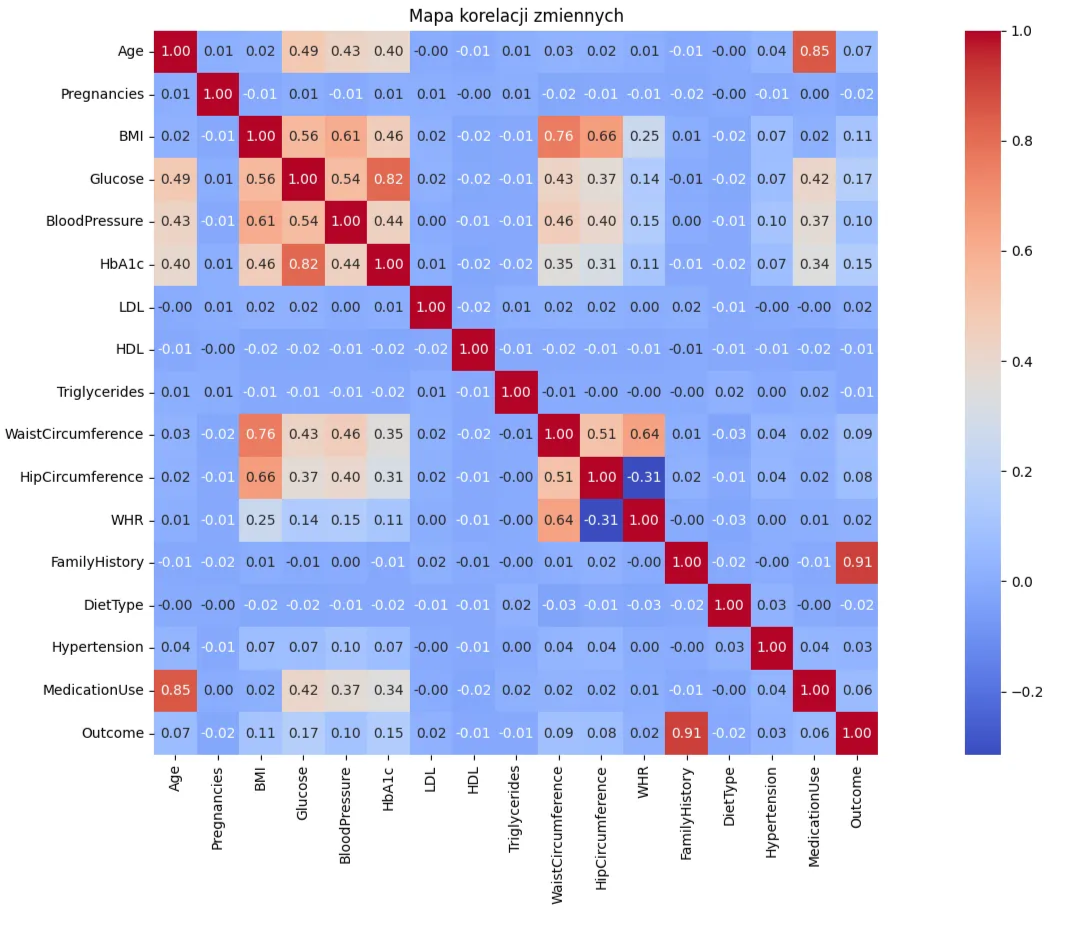 Mapa korelacji zmiennych
Age 1.00 0.01 0.02 0.49 0.43 0.40 -0.00 -0.01 0.01 0.03 0.02 0.01 -0.01 -0.00 0.04 0.85 0.07
Pregnancies 0.01 1.00 -0.01 0.01 -0.01 0.01 0.01 -0.00 0.01 -0.02 -0.01 -0.01 -0.02 -0.00 -0.01 0.00 -0.02
BMI 0.02 -0.01 1.00 0.56 0.61 0.46 0.02 -0.02 -0.01 0.76 0.66 0.25 0.01 -0.02 0.07 0.02 0.11
Glucose 0.49 0.01 0.56 1.00 0.54 0.82 0.02 -0.02 -0.01 0.43 0.37 0.14 -0.01 -0.02 0.07 0.42 0.17
BloodPressure 0.43 -0.01 0.61 0.54 1.00 0.44 0.00 -0.01 -0.01 0.46 0.40 0.15 0.00 -0.01 0.10 0.37 0.10
HbA1c 0.40 0.01 0.46 0.82 0.44 1.00 0.01 -0.02 -0.02 0.35 0.31 0.11 -0.01 -0.02 0.07 0.34 0.15
LDL -0.00 0.01 0.02 0.02 0.00 0.01 1.00 -0.02 0.01 0.02 0.02 0.00 0.02 -0.01 -0.00 -0.00 0.02
HDL -0.01 -0.00 -0.02 -0.02 -0.01 -0.02 -0.02 1.00 -0.01 -0.02 -0.01 -0.01 -0.01 -0.01 -0.01 -0.02 -0.01
Triglycerides 0.01 0.01 -0.01 -0.01 -0.01 -0.02 0.01 -0.01 1.00 -0.01 -0.00 -0.00 -0.00 0.02 0.00 0.02 -0.01
WaistCircumference 0.03 -0.02 0.76 0.43 0.46 0.35 0.02 -0.02 -0.01 1.00 0.51 0.64 0.01 -0.03 0.04 0.02 0.09
HipCircumference 0.02 -0.01 0.66 0.37 0.40 0.31 0.02 -0.01 -0.00 0.51 1.00 -0.31 0.02 -0.01 0.04 0.02 0.08
WHR 0.01 -0.01 0.25 0.14 0.15 0.11 0.00 -0.01 -0.00 0.64 -0.31 1.00 -0.00 -0.03 0.00 0.01 0.02
FamilyHistory -0.01 -0.02 0.01 -0.01 0.00 -0.01 0.02 -0.01 -0.00 0.01 0.02 -0.00 1.00 -0.02 -0.00 -0.01 0.91
DietType -0.00 -0.00 -0.02 -0.02 -0.01 -0.02 -0.01 -0.01 0.02 -0.03 -0.01 -0.03 -0.02 1.00 0.03 -0.00 -0.02
Hypertension 0.04 -0.01 0.07 0.07 0.10 0.07 -0.00 -0.01 0.00 0.04 0.04 0.00 -0.00 0.03 1.00 0.04 0.03
MedicationUse 0.85 0.00 0.02 0.42 0.37 0.34 -0.00 -0.02 0.02 0.02 0.02 0.01 -0.01 -0.00 0.04 1.00 0.06
Outcome 0.07 -0.02 0.11 0.17 0.10 0.15 0.02 -0.01 -0.01 0.09 0.08 0.02 0.91 -0.02 0.03 0.06 1.00
Age
Pregnancies
BMI
Glucose
BloodPressure
HbA1c
LDL
HDL
Triglycerides
WaistCircumference
HipCircumference
WHR
FamilyHistory
DietType
Hypertension
MedicationUse
Outcome
1.0
0.8
0.6
0.4
0.2
0.0
−0.2